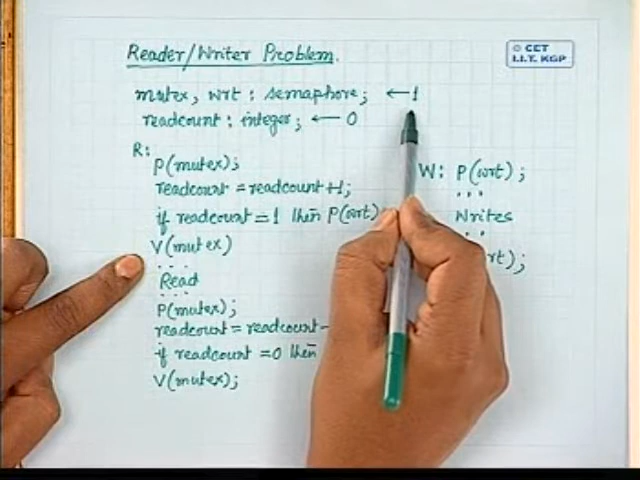 Reader/Writer Problem.
© CET
I.I.T. KGP
mutex, wrt : semaphore; ← 1
readcount : integer; ← 0
R:
P(mutex);
readcount = readcount +1;
if readcount = 1 then P(wrt)
V(mutex)
...
Read
...
P(mutex);
readcount = readcount -
if readcount = 0 then
V(mutex);
W: P(wrt);
...
Writes
...
rt);